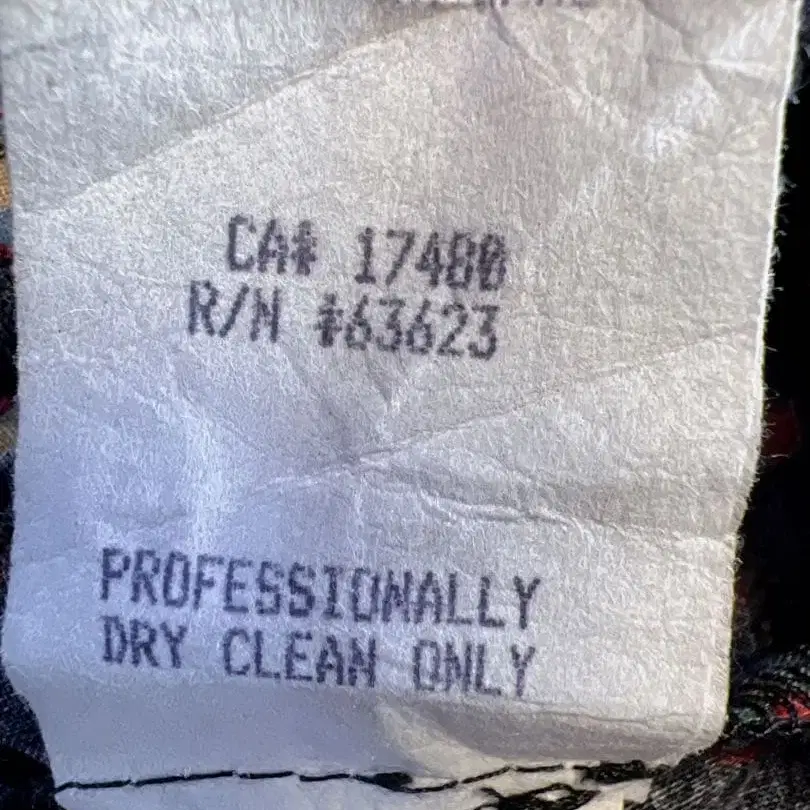 CA# 17400
R/N #63623
PROFESSIONALLY
DRY CLEAN ONLY